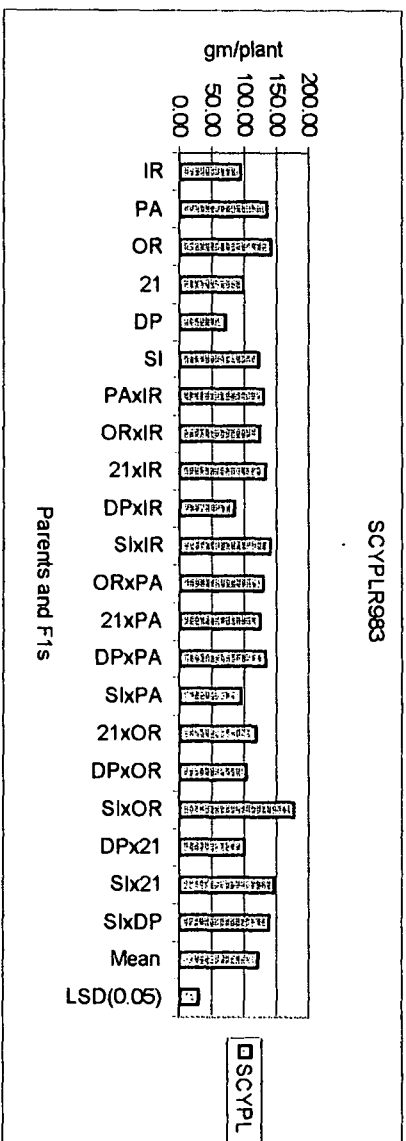 SCYPLR983
gm/plant
200.00
150.00
100.00
50.00
0.00
IR
PA
OR
21
DP
SI
PAxIR
ORxIR
21xIR
DPxIR
SIxIR
ORxPA
21xPA
DPxPA
SIxPA
21xOR
DPxOR
SIxOR
DPx21
SIx21
SIxDP
Mean
LSD(0.05)
Parents and F1s
SCYPL